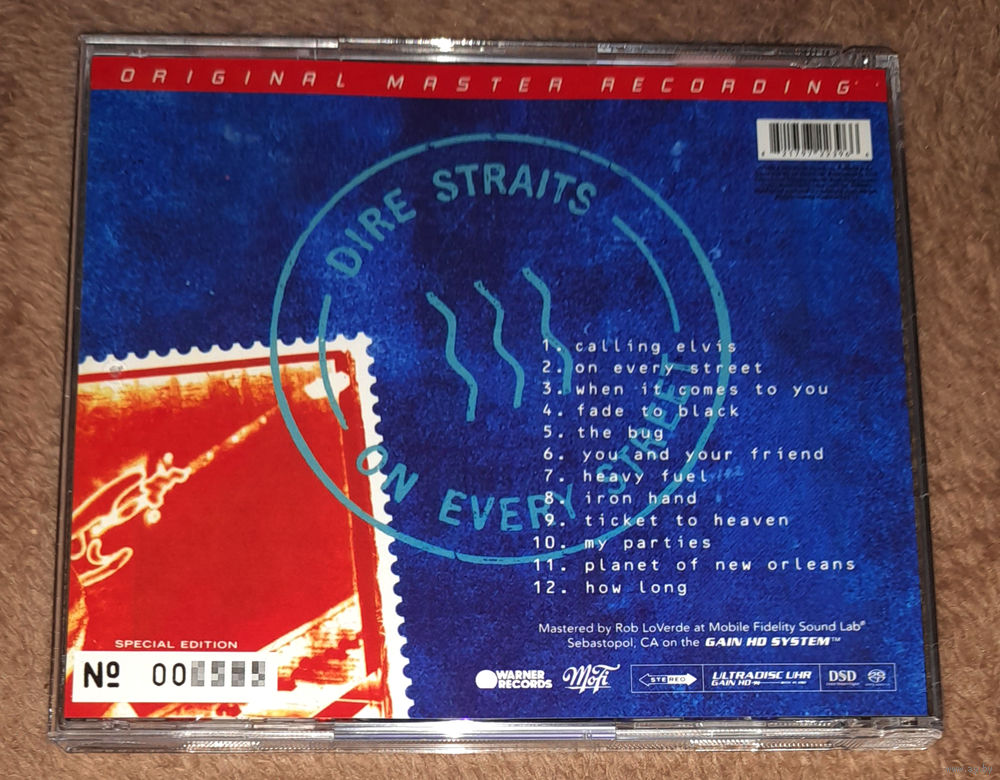 ORIGINAL MASTER RECORDING
DIRE STRAITS
ON EVERY STREET
1. calling elvis
2. on every street
3. when it comes to you
4. fade to black
5. the bug
6. you and your friend
7. heavy fuel
8. iron hand
9. ticket to heaven
10. my parties
11. planet of new orleans
12. how long
Mastered by Rob LoVerde at Mobile Fidelity Sound Lab®
Sebastopol, CA on the GAIN HD SYSTEM™
SPECIAL EDITION
Nº 00
WARNER RECORDS
MoFi
STEREO
ULTRADISC UHR
GAIN HD
DSD